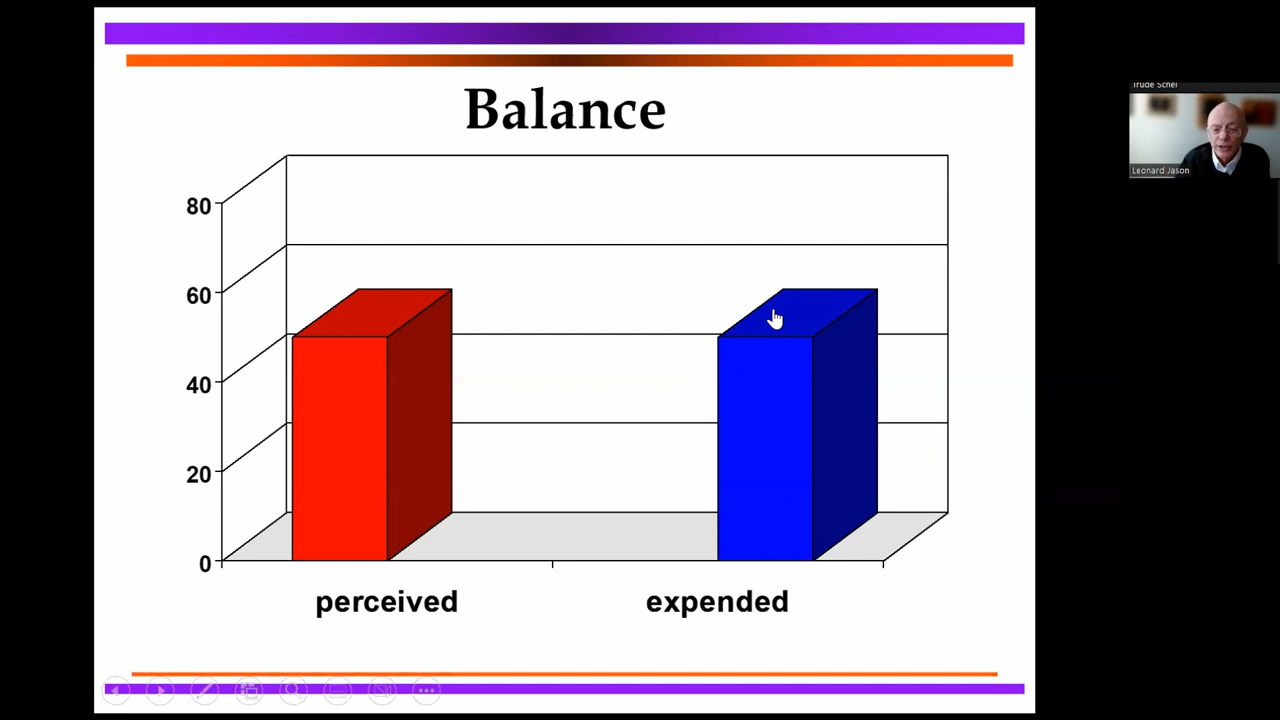 Balance
80
60
40
20
0
perceived
expended
Trude Schei
Leonard Jason